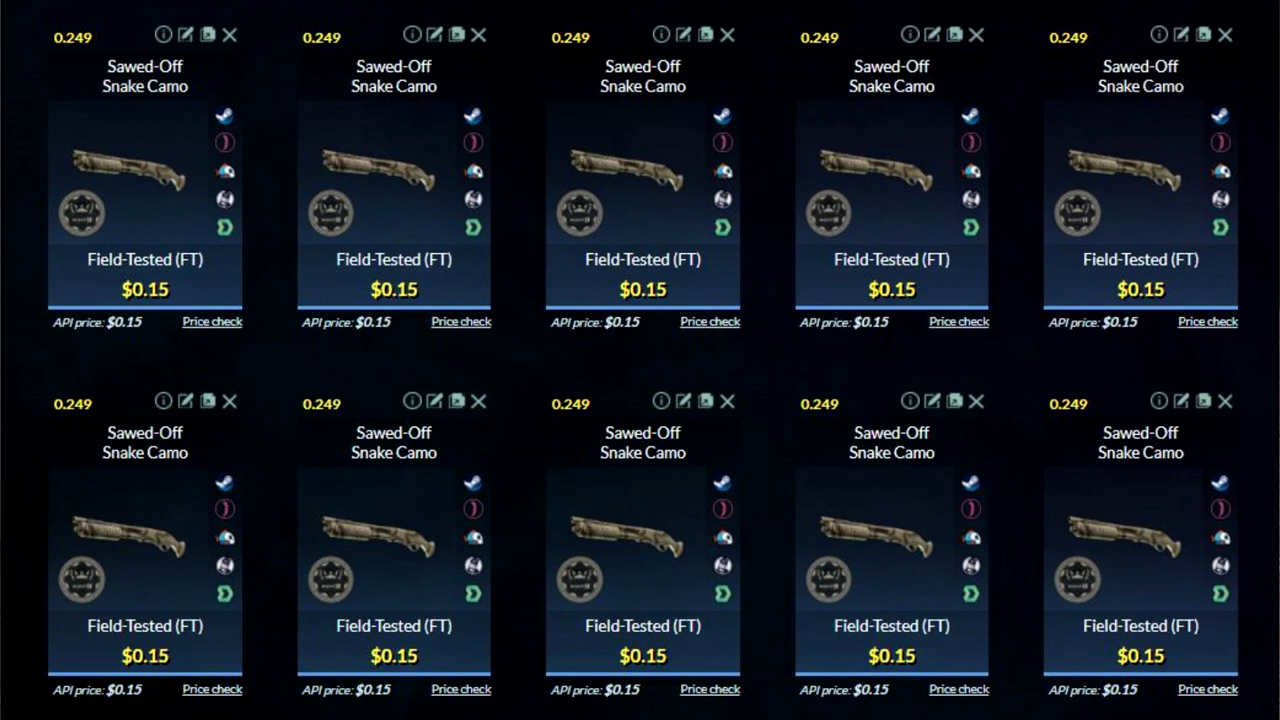 0.249 0.249 0.249 0.249 0.249
Sawed-Off Sawed-Off Sawed-Off Sawed-Off Sawed-Off
Snake Camo Snake Camo Snake Camo Snake Camo Snake Camo
Field-Tested (FT) Field-Tested (FT) Field-Tested (FT) Field-Tested (FT) Field-Tested (FT)
$0.15 $0.15 $0.15 $0.15 $0.15
API price: $0.15 Price check API price: $0.15 Price check API price: $0.15 Price check API price: $0.15 Price check API price: $0.15 Price check
0.249 0.249 0.249 0.249 0.249
Sawed-Off Sawed-Off Sawed-Off Sawed-Off Sawed-Off
Snake Camo Snake Camo Snake Camo Snake Camo Snake Camo
Field-Tested (FT) Field-Tested (FT) Field-Tested (FT) Field-Tested (FT) Field-Tested (FT)
$0.15 $0.15 $0.15 $0.15 $0.15
API price: $0.15 Price check API price: $0.15 Price check API price: $0.15 Price check API price: $0.15 Price check API price: $0.15 Price check